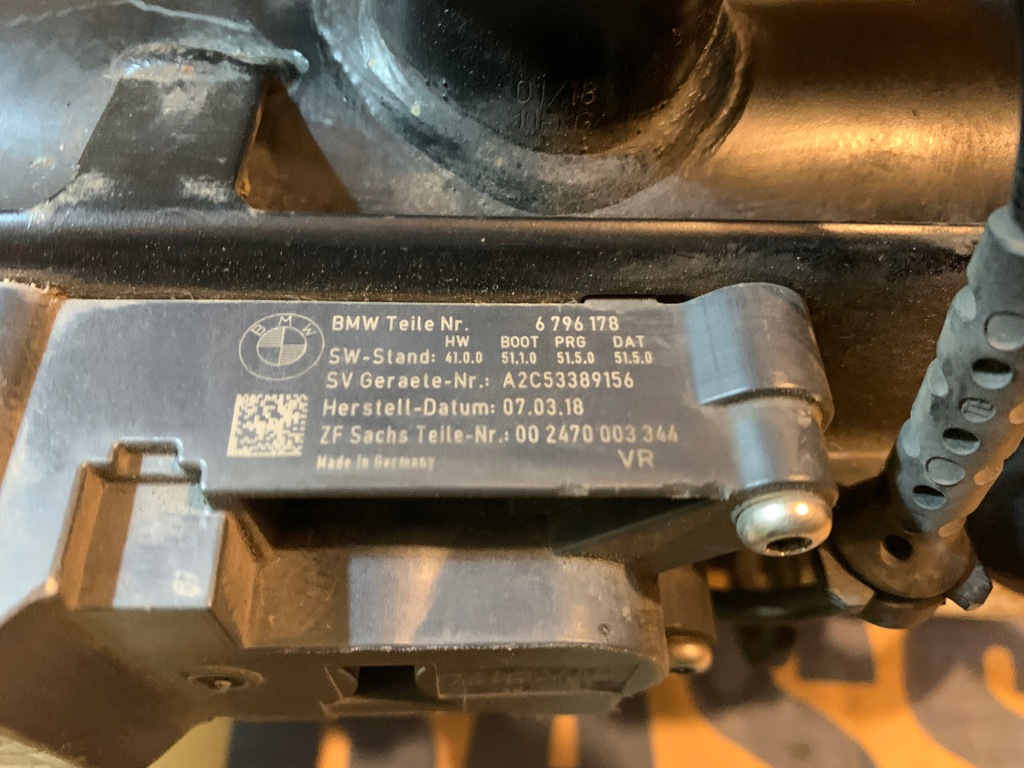 01/18
BMW
BMW Teile Nr. 6 796 178
HW BOOT PRG DAT
SW-Stand: 41.0.0 51.1.0 51.5.0 51.5.0
SV Geraete-Nr.: A2C53389156
Herstell-Datum: 07.03.18
ZF Sachs Teile-Nr.: 00 2470 003 344
Made in Germany VR